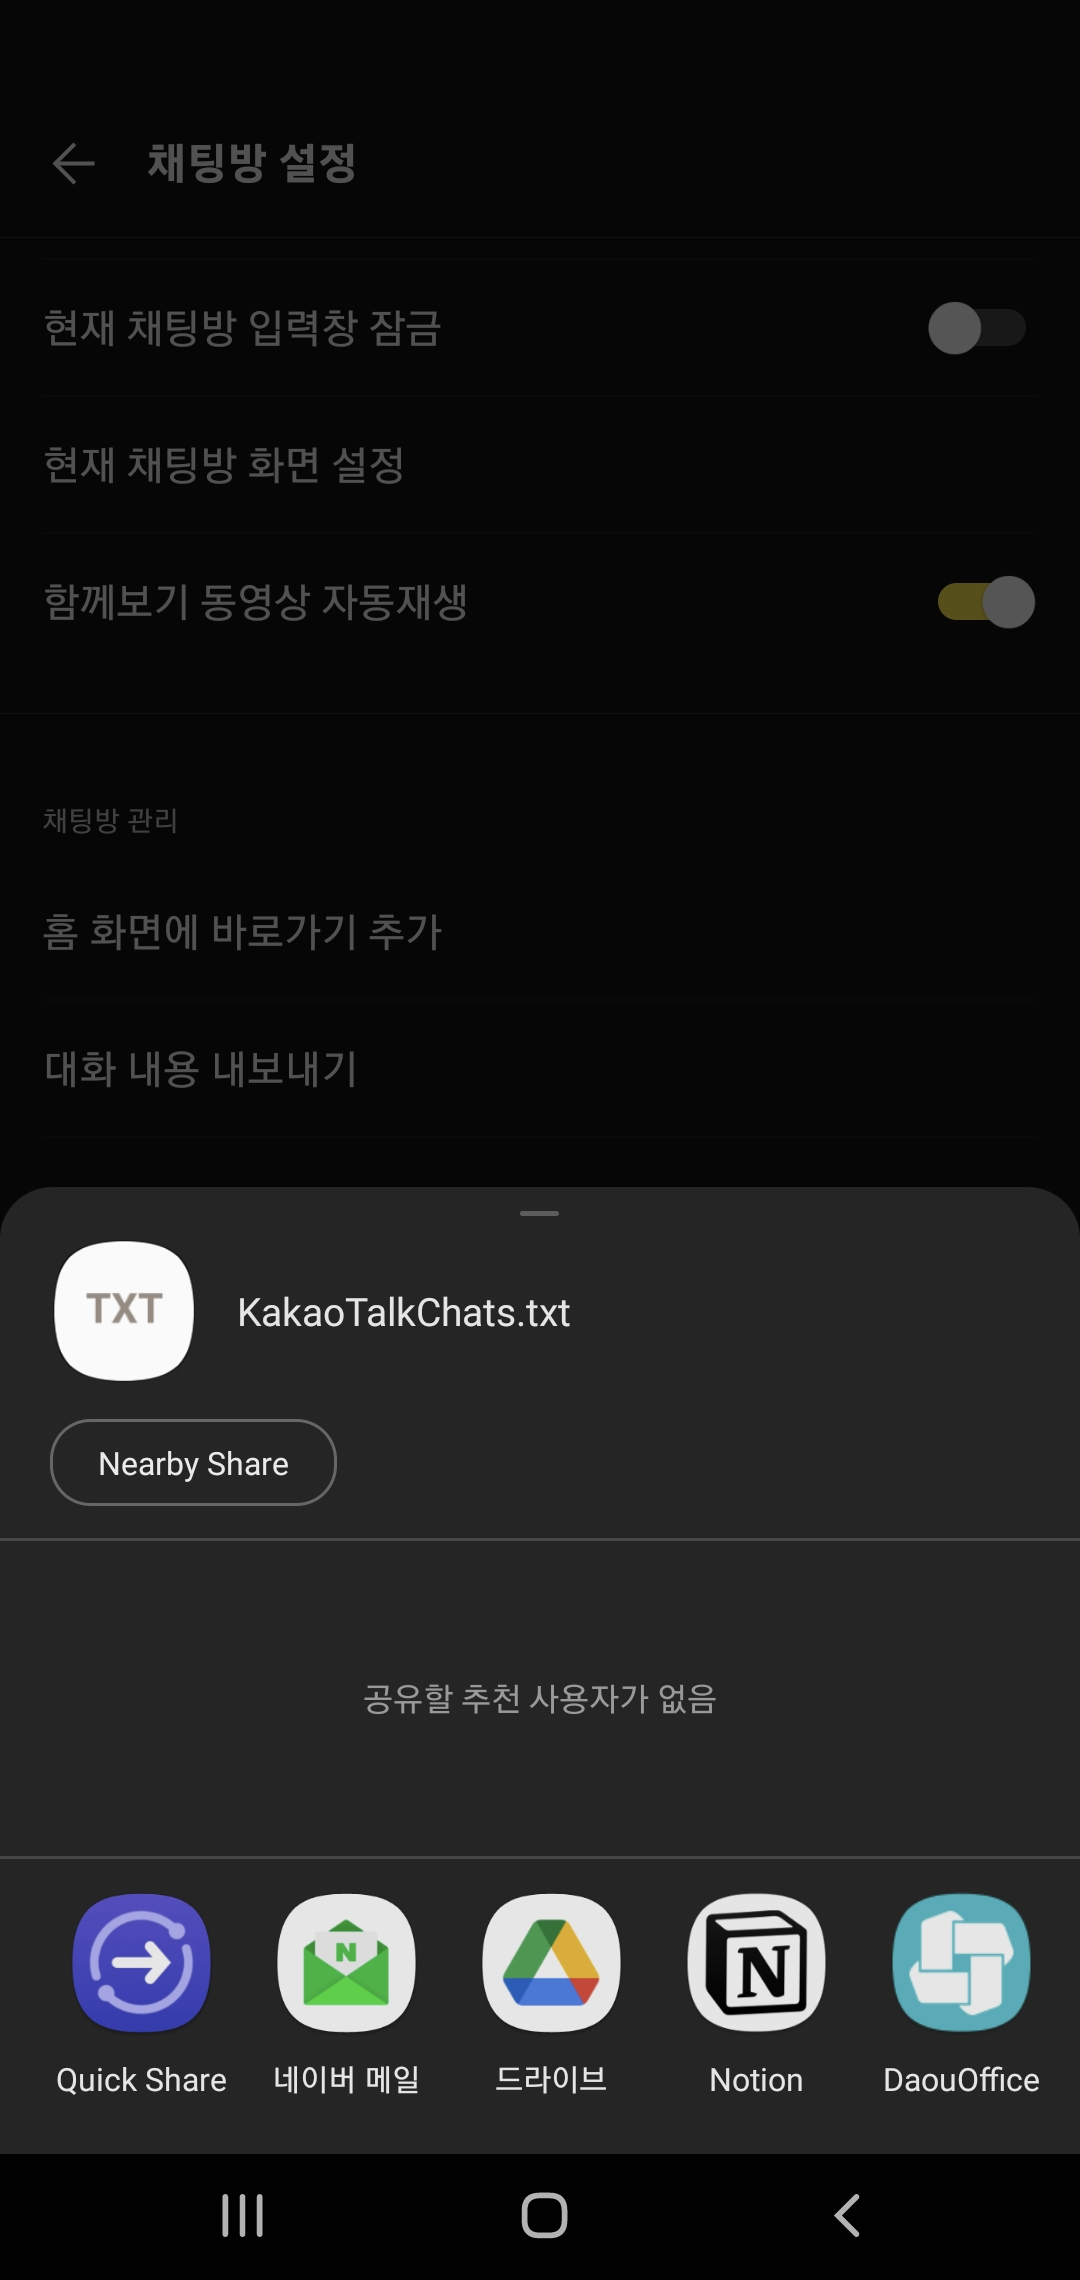 채팅방 설정
현재 채팅방 입력창 잠금
현재 채팅방 화면 설정
함께보기 동영상 자동재생
채팅방 관리
홈 화면에 바로가기 추가
대화 내용 내보내기
TXT
KakaoTalkChats.txt
Nearby Share
공유할 추천 사용자가 없음
N
N
Quick Share
네이버 메일
드라이브
Notion
DaouOffice